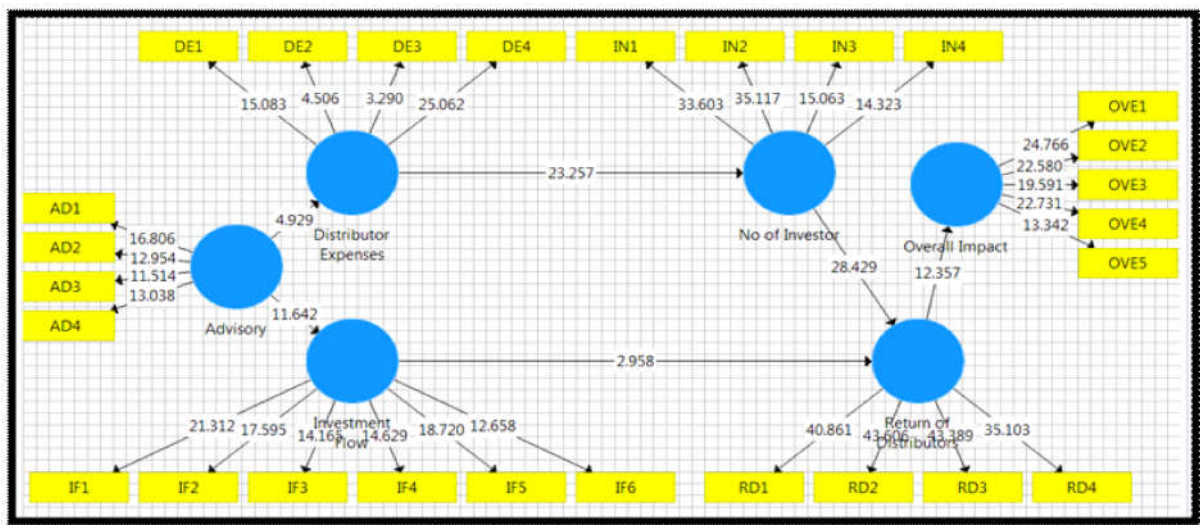 DE1 DE2 DE3 DE4 IN1 IN2 IN3 IN4
15.083 4.506 3.290 25.062 33.603 35.117 15.063 14.323
OVE1
OVE2
OVE3
OVE4
OVE5
24.766
22.580
19.591
22.731
13.342
23.257
AD1
AD2
AD3
AD4
16.806
12.954
11.514
13.038
4.929
Distributor
Expenses
No of Investor
Overall Impact
28.429 12.357
Advisory
11.642
2.958
Investment
Flow
Return of
Distributors
21.312 17.595 14.165 14.629 18.720 12.658
40.861 43.606 43.389 35.103
IF1 IF2 IF3 IF4 IF5 IF6 RD1 RD2 RD3 RD4